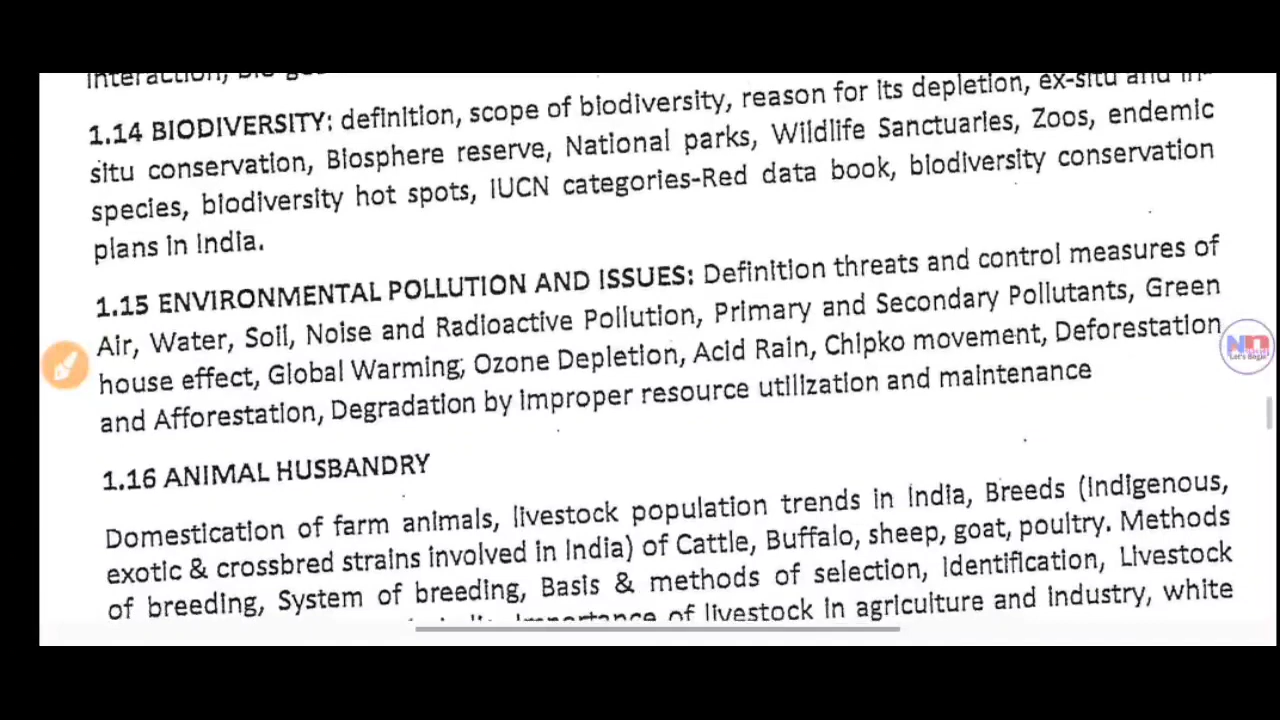 interaction,
1.14 BIODIVERSITY: definition, scope of biodiversity, reason for its depletion, ex-situ and in-
situ conservation, Biosphere reserve, National parks, Wildlife Sanctuaries, Zoos, endemic
species, biodiversity hot spots, IUCN categories-Red data book, biodiversity conservation
plans in India.
1.15 ENVIRONMENTAL POLLUTION AND ISSUES: Definition threats and control measures of
Air, Water, Soil, Noise and Radioactive Pollution, Primary and Secondary Pollutants, Green
house effect, Global Warming, Ozone Depletion, Acid Rain, Chipko movement, Deforestation
and Afforestation, Degradation by improper resource utilization and maintenance
1.16 ANIMAL HUSBANDRY
Domestication of farm animals, livestock population trends in India, Breeds (Indigenous,
exotic & crossbred strains involved in India) of Cattle, Buffalo, sheep, goat, poultry. Methods
of breeding, System of breeding, Basis & methods of selection, Identification, Livestock
importance of livestock in agriculture and industry, white